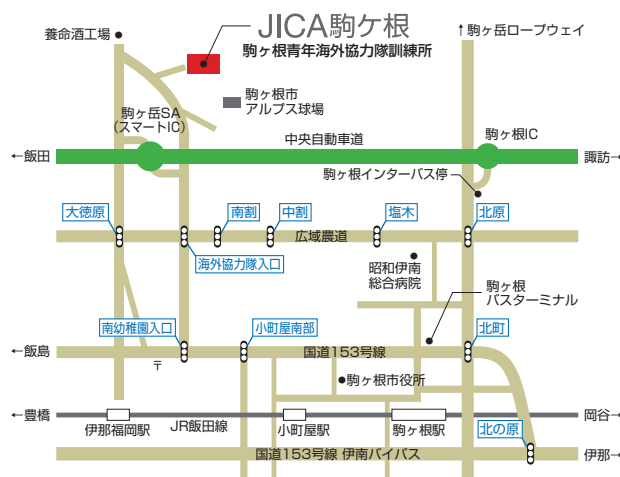 JICA駒ケ根
駒ヶ根青年海外協力隊訓練所
養命酒工場
↑駒ヶ岳ロープウェイ
駒ヶ根市
アルプス球場
駒ヶ岳SA
(スマートIC)
中央自動車道
駒ヶ根IC
←飯田
諏訪→
駒ヶ根インターバス停
大徳原
南割
中割
塩木
北原
広域農道
海外協力隊入口
昭和伊南
総合病院
駒ヶ根
バスターミナル
南幼稚園入口
小町屋南部
北町
←飯島
国道153号線
〒
駒ヶ根市役所
←豊橋
岡谷→
伊那福岡駅
JR飯田線
小町屋駅
駒ヶ根駅
北の原
国道153号線 伊南バイパス
伊那→